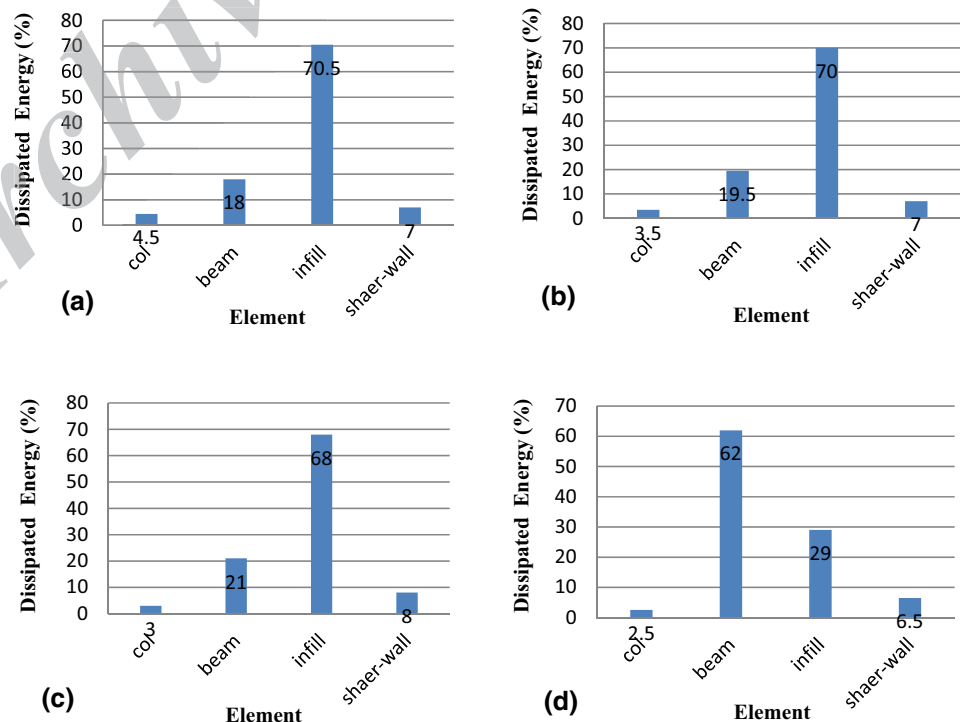 Dissipated Energy (%)
80
70
60
50
40
30
20
10
0
4.5
18
70.5
7
col
beam
infill
shaer-wall
(a)
Element
Dissipated Energy (%)
80
70
60
50
40
30
20
10
0
3.5
19.5
70
7
col
beam
infill
shaer-wall
(b)
Element
Dissipated Energy (%)
80
70
60
50
40
30
20
10
0
3
21
68
8
col
beam
infill
shaer-wall
(c)
Element
Dissipated Energy (%)
70
60
50
40
30
20
10
0
2.5
62
29
6.5
col
beam
infill
shaer-wall
(d)
Element